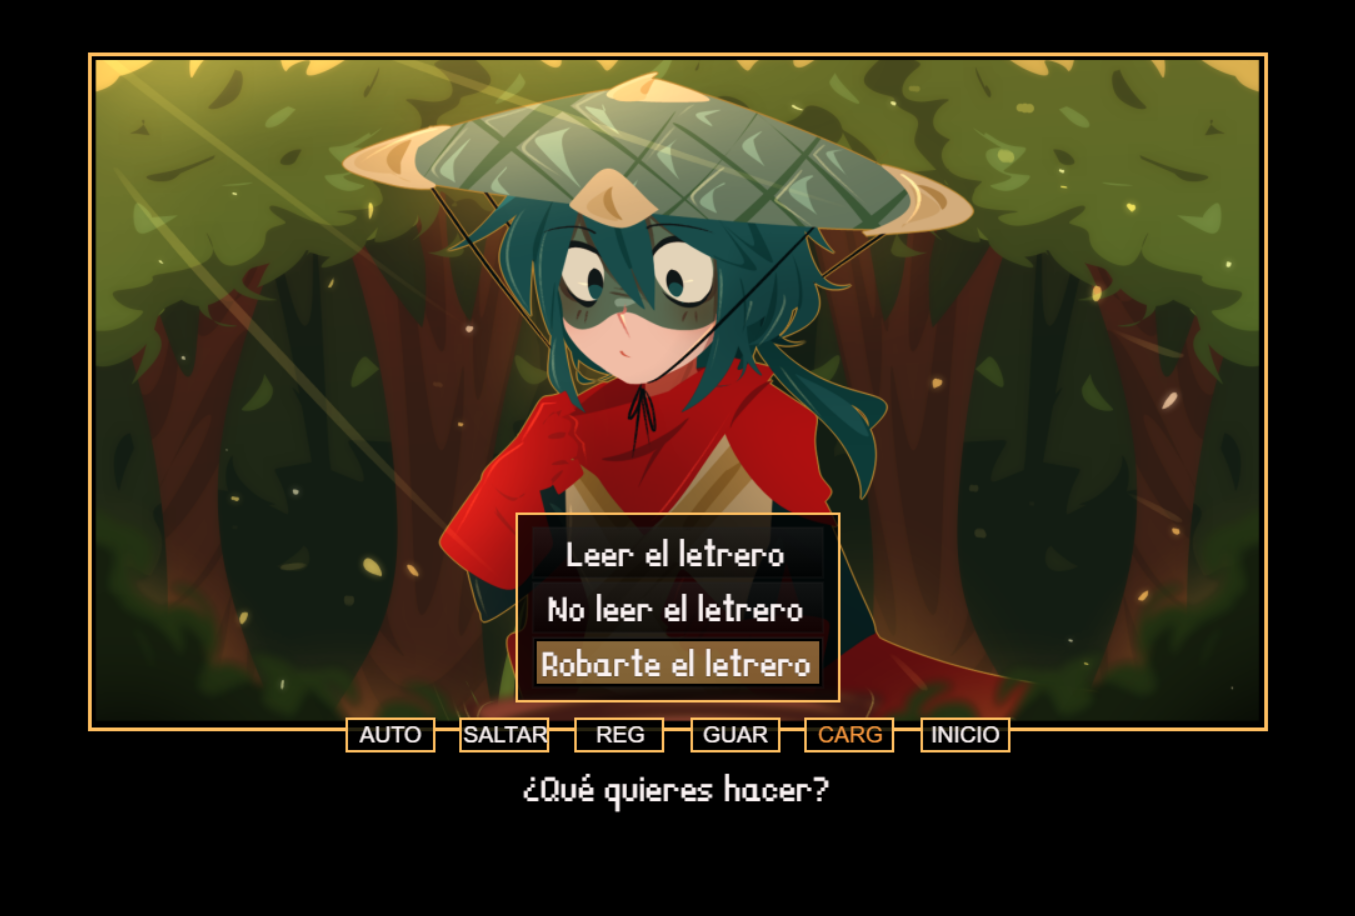 Leer el letrero
No leer el letrero
Robarte el letrero
AUTO SALTAR REG GUAR CARG INICIO
¿Qué quieres hacer?